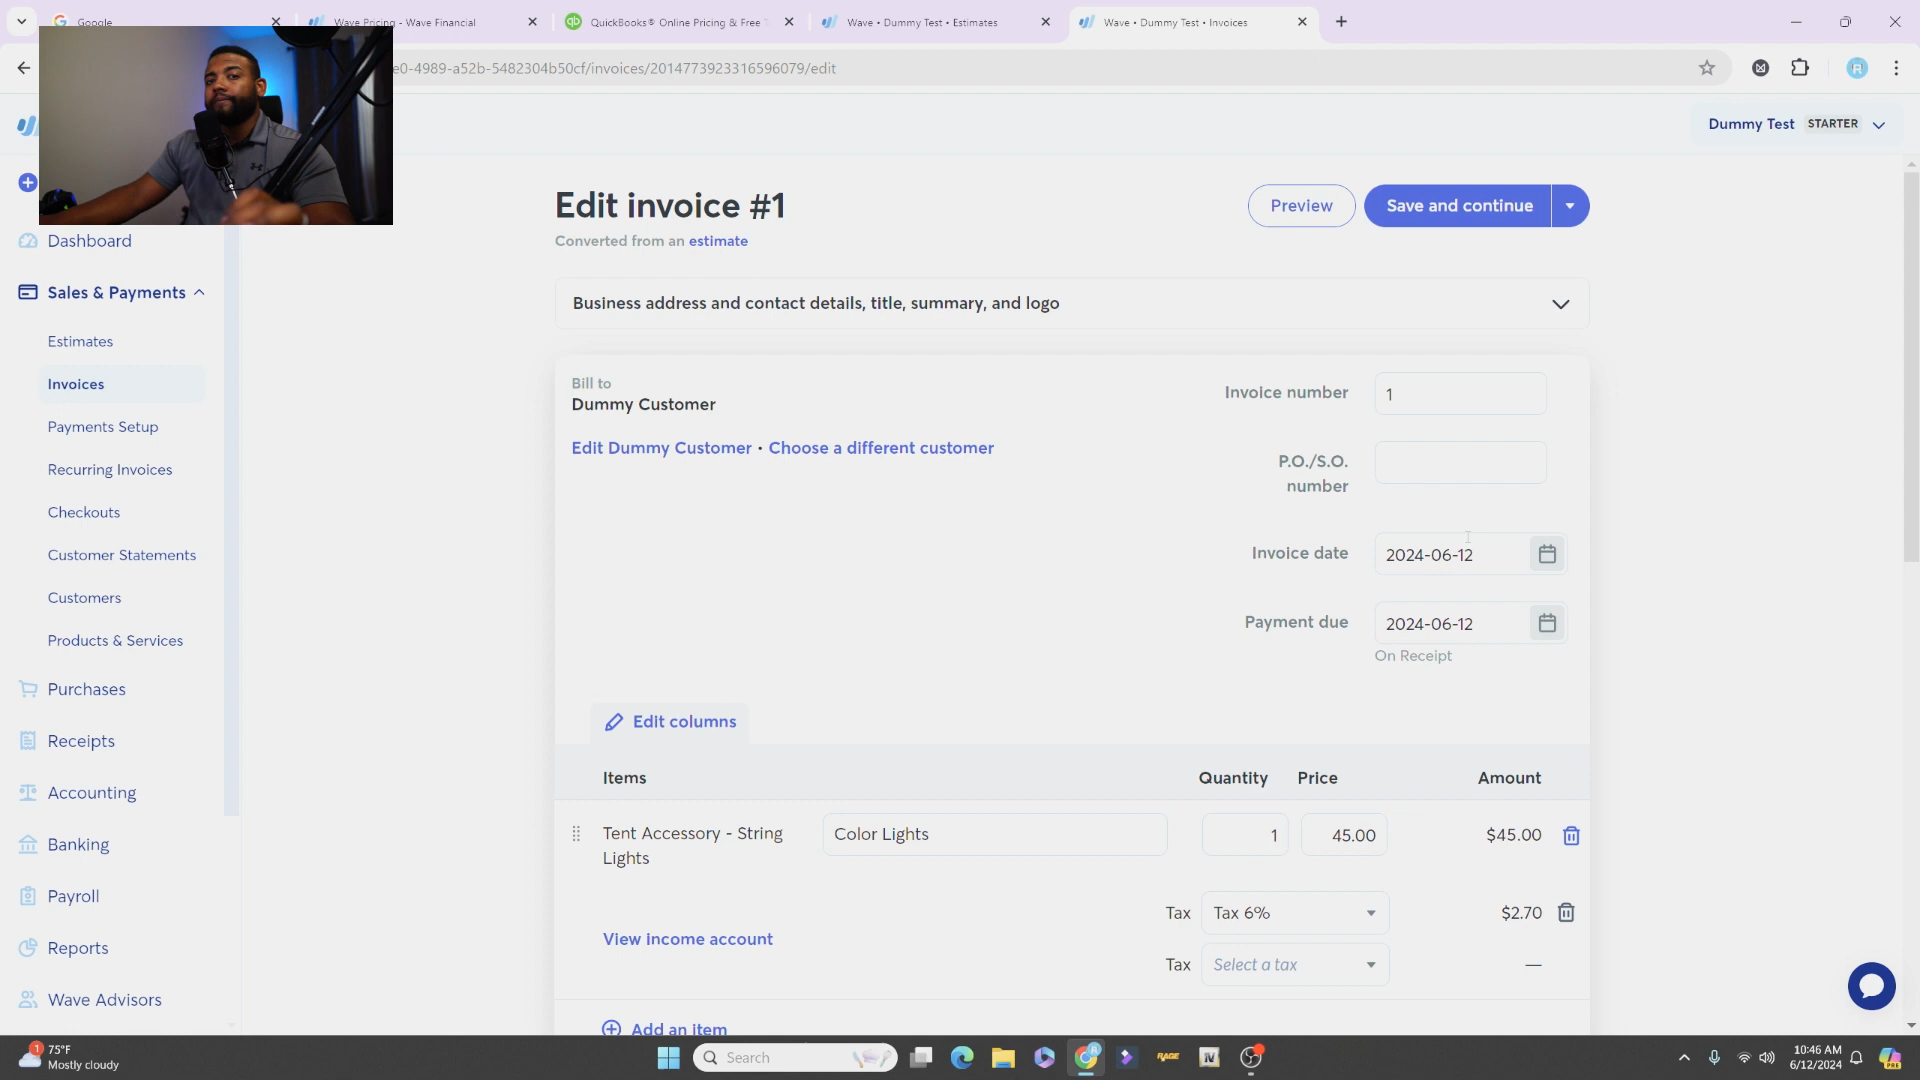 Google
Wave Pricing - Wave Financial
QuickBooks® Online Pricing & Free
Wave • Dummy Test • Estimates
Wave • Dummy Test • Invoices
e0-4989-a52b-5482304b50cf/invoices/2014773923316596079/edit
R
Dummy Test STARTER
Dashboard
Sales & Payments
Estimates
Invoices
Payments Setup
Recurring Invoices
Checkouts
Customer Statements
Customers
Products & Services
Purchases
Receipts
Accounting
Banking
Payroll
Reports
Wave Advisors
Edit invoice #1
Converted from an estimate
Preview
Save and continue
Business address and contact details, title, summary, and logo
Bill to
Dummy Customer
Edit Dummy Customer • Choose a different customer
Invoice number
1
P.O./S.O.
number
Invoice date
2024-06-12
Payment due
2024-06-12
On Receipt
Edit columns
Items
Quantity
Price
Amount
Tent Accessory - String
Lights
Color Lights
1
45.00
$45.00
Tax
Tax 6%
$2.70
View income account
Tax
Select a tax
—
Add an item
1
75°F
Mostly cloudy
Search
R
RAGE
N
10:46 AM
6/12/2024
PRE